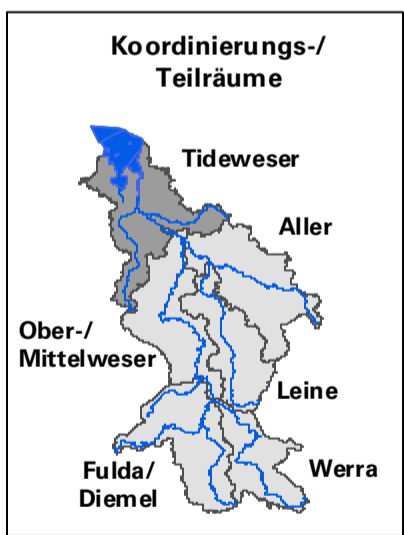 Koordinierungs-/
Teilräume
Tideweser
Aller
Ober-/
Mittelweser
Leine
Fulda/
Diemel
Werra